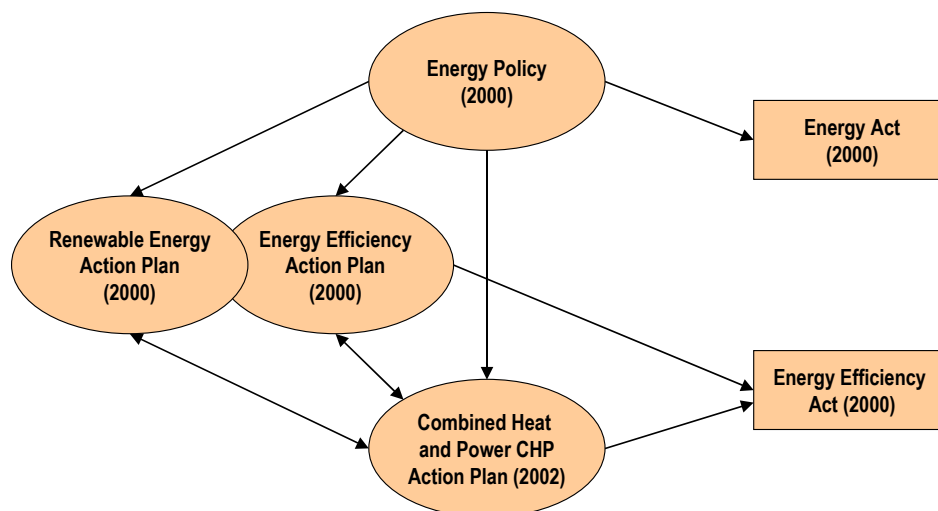 Energy Policy
(2000)
Energy Act
(2000)
Renewable Energy
Action Plan
(2000)
Energy Efficiency
Action Plan
(2000)
Energy Efficiency
Act (2000)
Combined Heat
and Power CHP
Action Plan (2002)